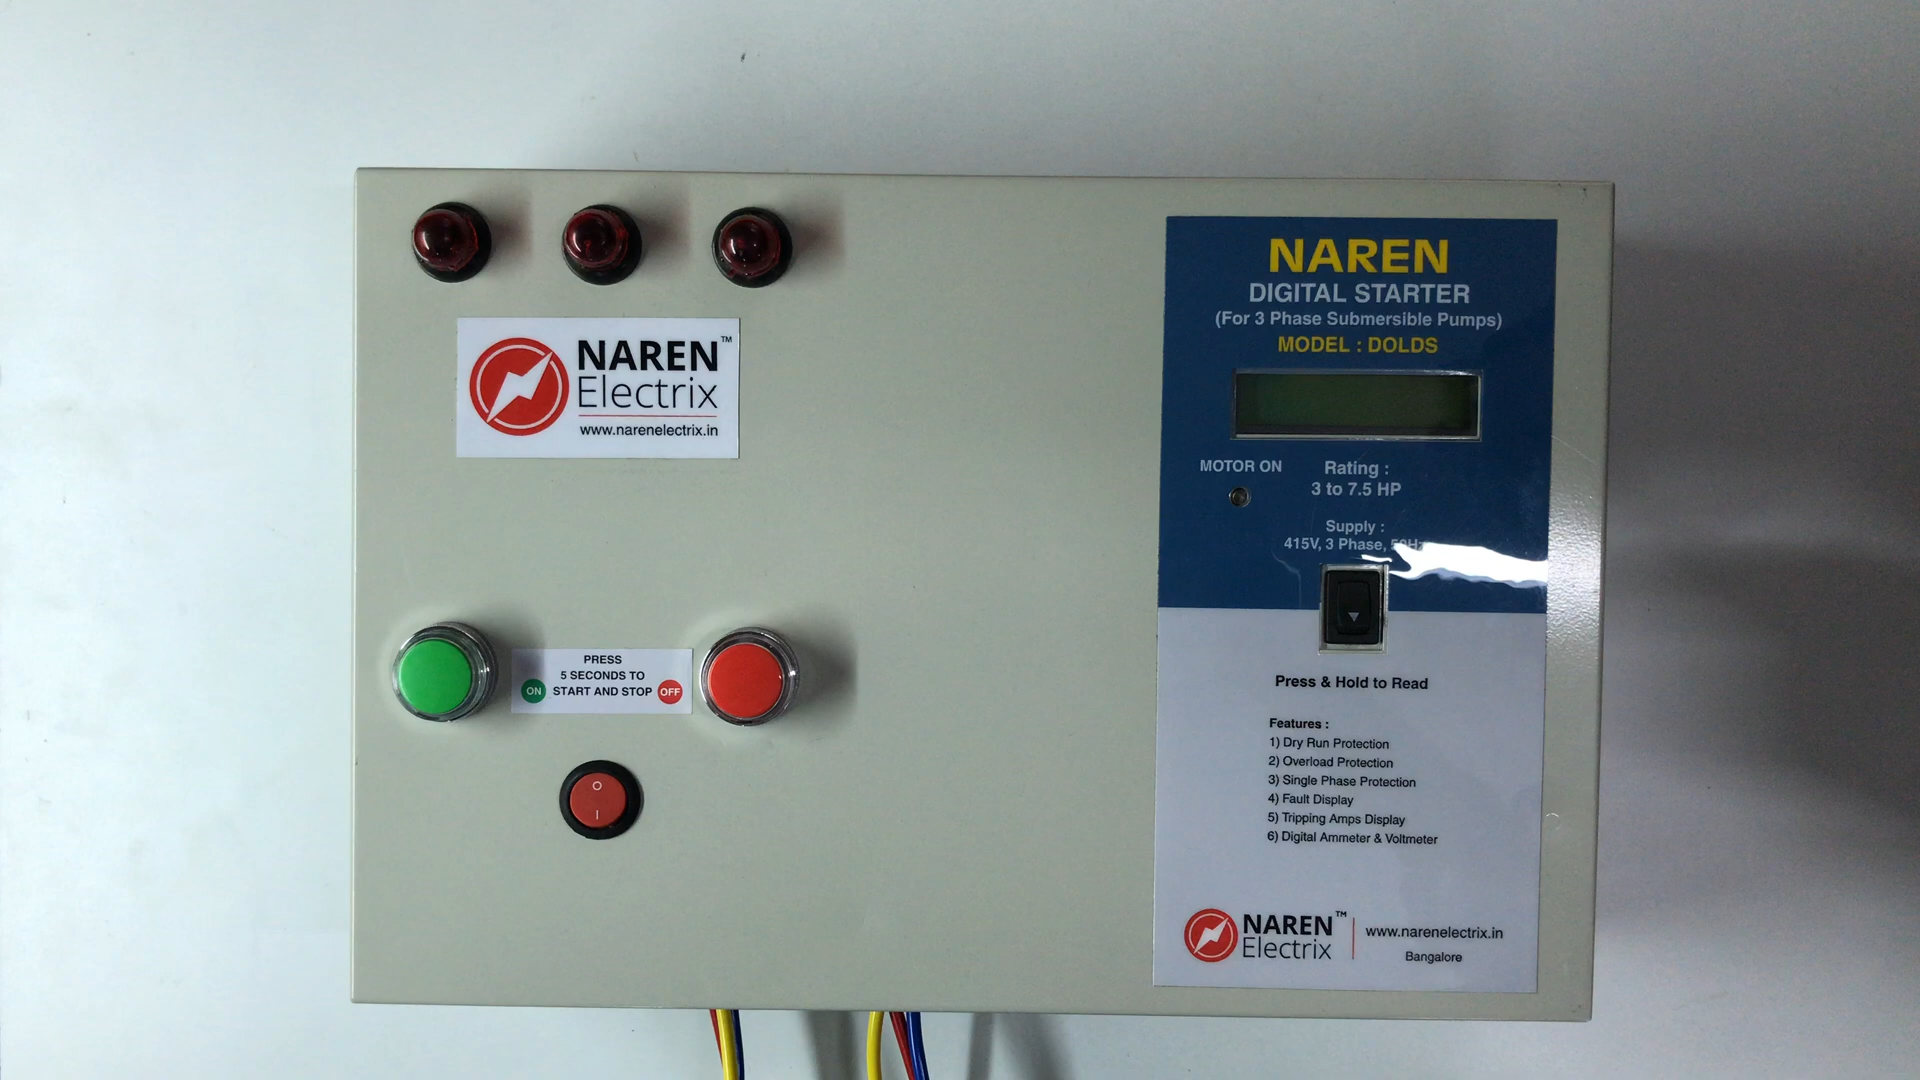 NAREN™
Electrix
www.narenelectrix.in
PRESS
5 SECONDS TO
ON START AND STOP OFF
O
I
NAREN
DIGITAL STARTER
(For 3 Phase Submersible Pumps)
MODEL : DOLDS
MOTOR ON
Rating :
3 to 7.5 HP
Supply :
415V, 3 Phase, 50Hz
Press & Hold to Read
Features :
1) Dry Run Protection
2) Overload Protection
3) Single Phase Protection
4) Fault Display
5) Tripping Amps Display
6) Digital Ammeter & Voltmeter
NAREN™
Electrix
www.narenelectrix.in
Bangalore